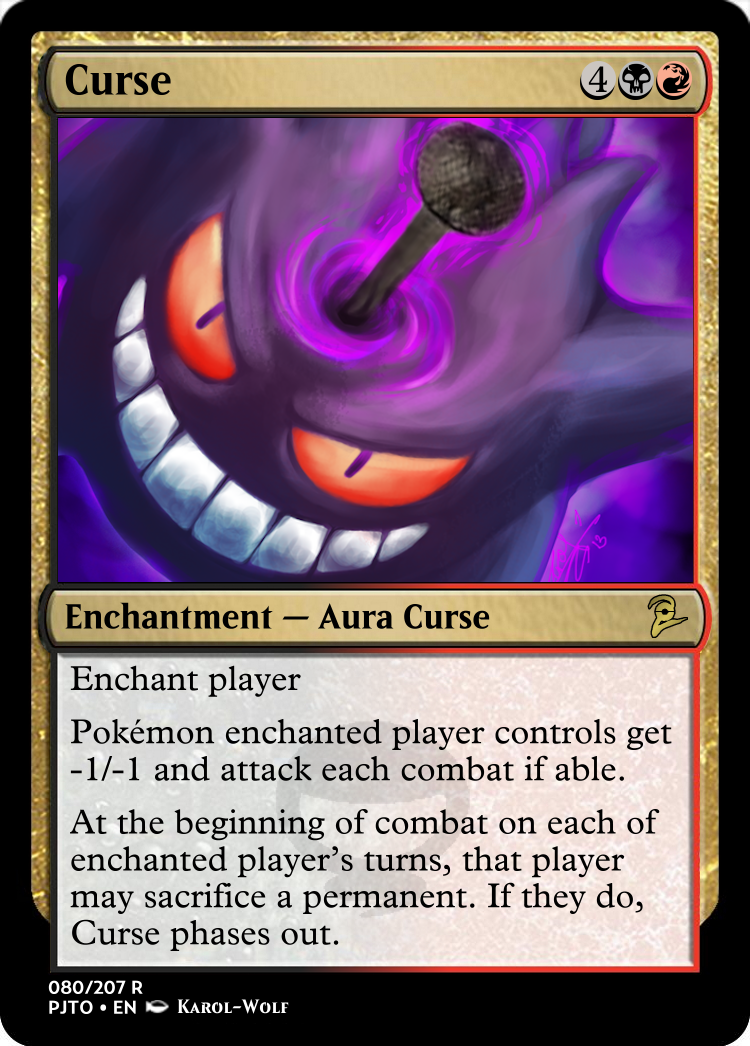 Curse 4
Enchantment — Aura Curse
Enchant player
Pokémon enchanted player controls get
-1/-1 and attack each combat if able.
At the beginning of combat on each of
enchanted player's turns, that player
may sacrifice a permanent. If they do,
Curse phases out.
080/207 R
PJTO • EN Karol-Wolf